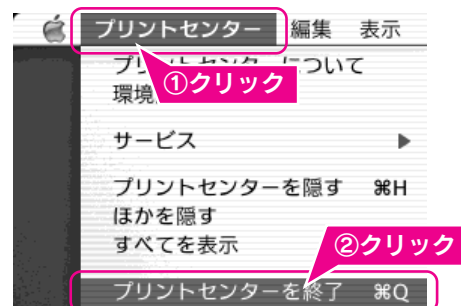 プリントセンター 編集 表示
①クリック
について
環境
サービス
プリントセンターを隠す ⌘H
ほかを隠す
すべてを表示
②クリック
プリントセンターを終了 ⌘Q